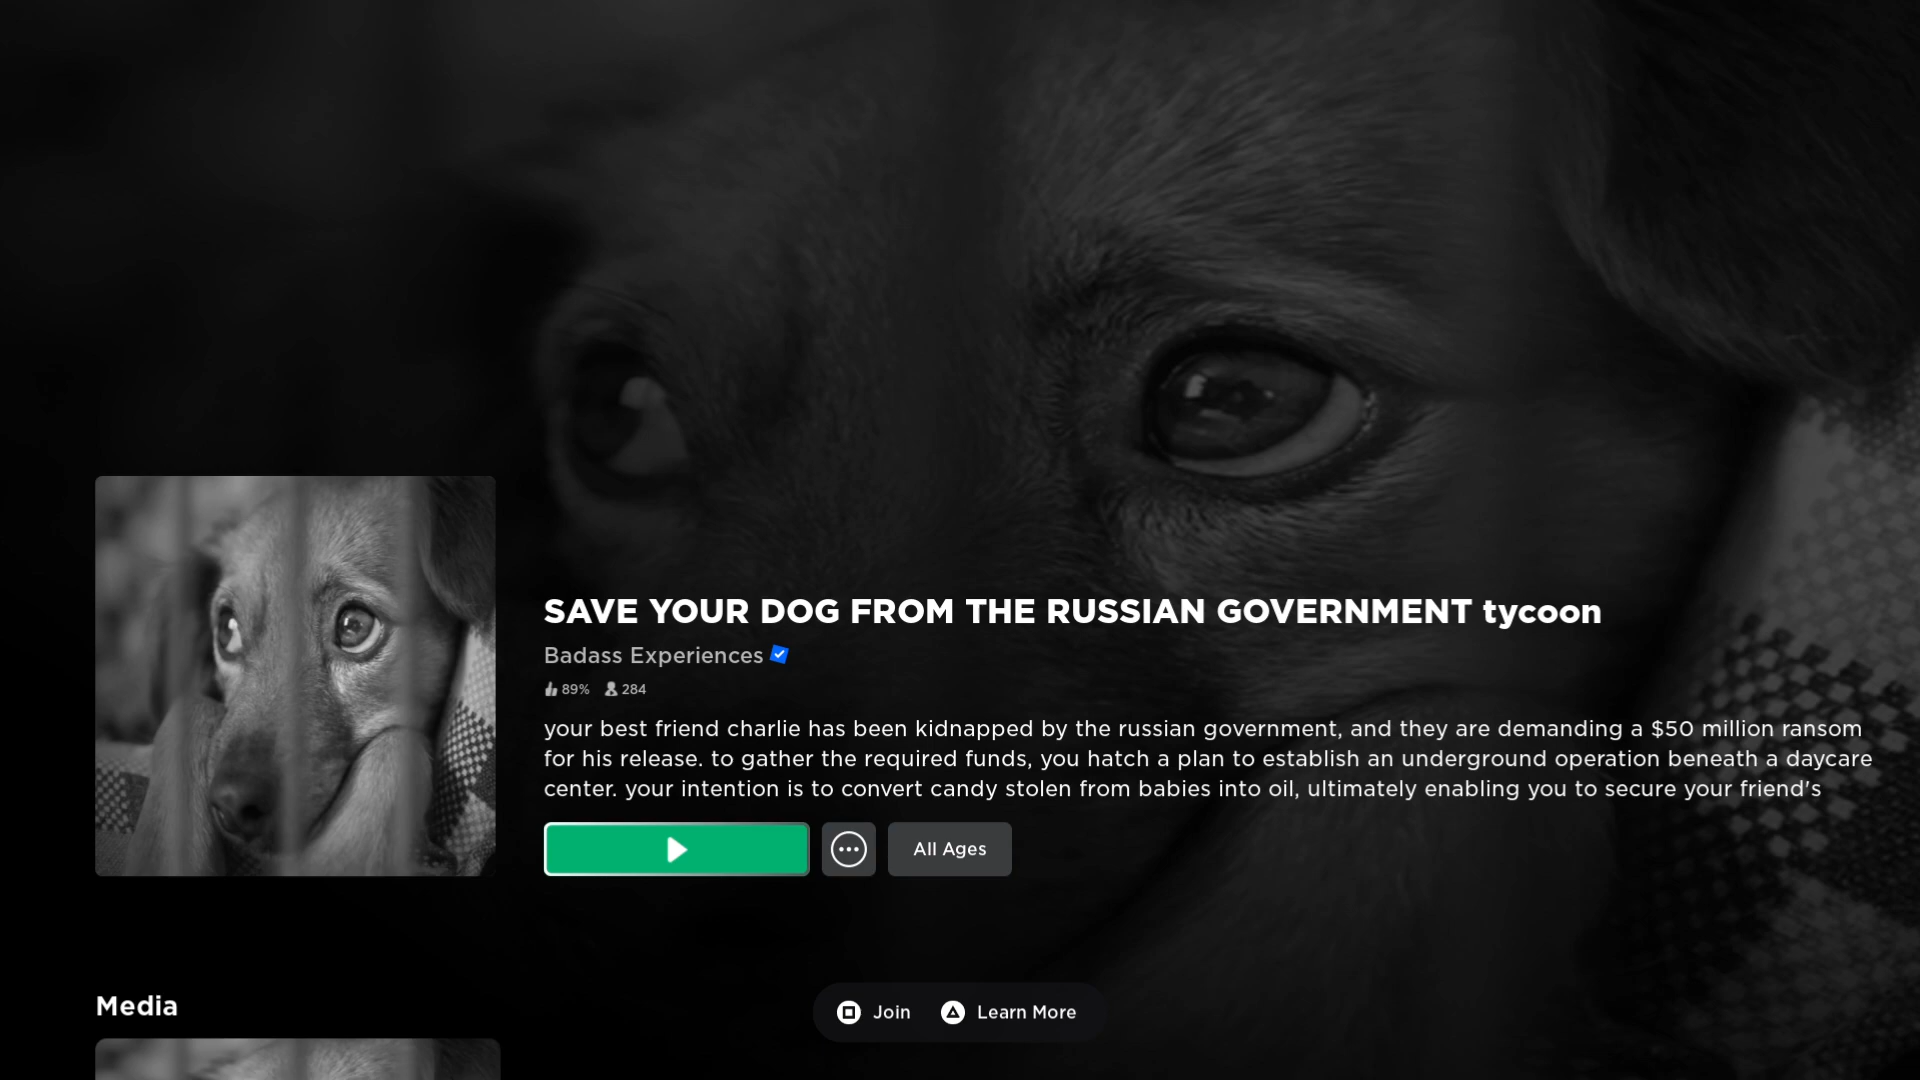 SAVE YOUR DOG FROM THE RUSSIAN GOVERNMENT tycoon
Badass Experiences
89% 284
your best friend charlie has been kidnapped by the russian government, and they are demanding a $50 million ransom
for his release. to gather the required funds, you hatch a plan to establish an underground operation beneath a daycare
center. your intention is to convert candy stolen from babies into oil, ultimately enabling you to secure your friend's
All Ages
Media
Join Learn More